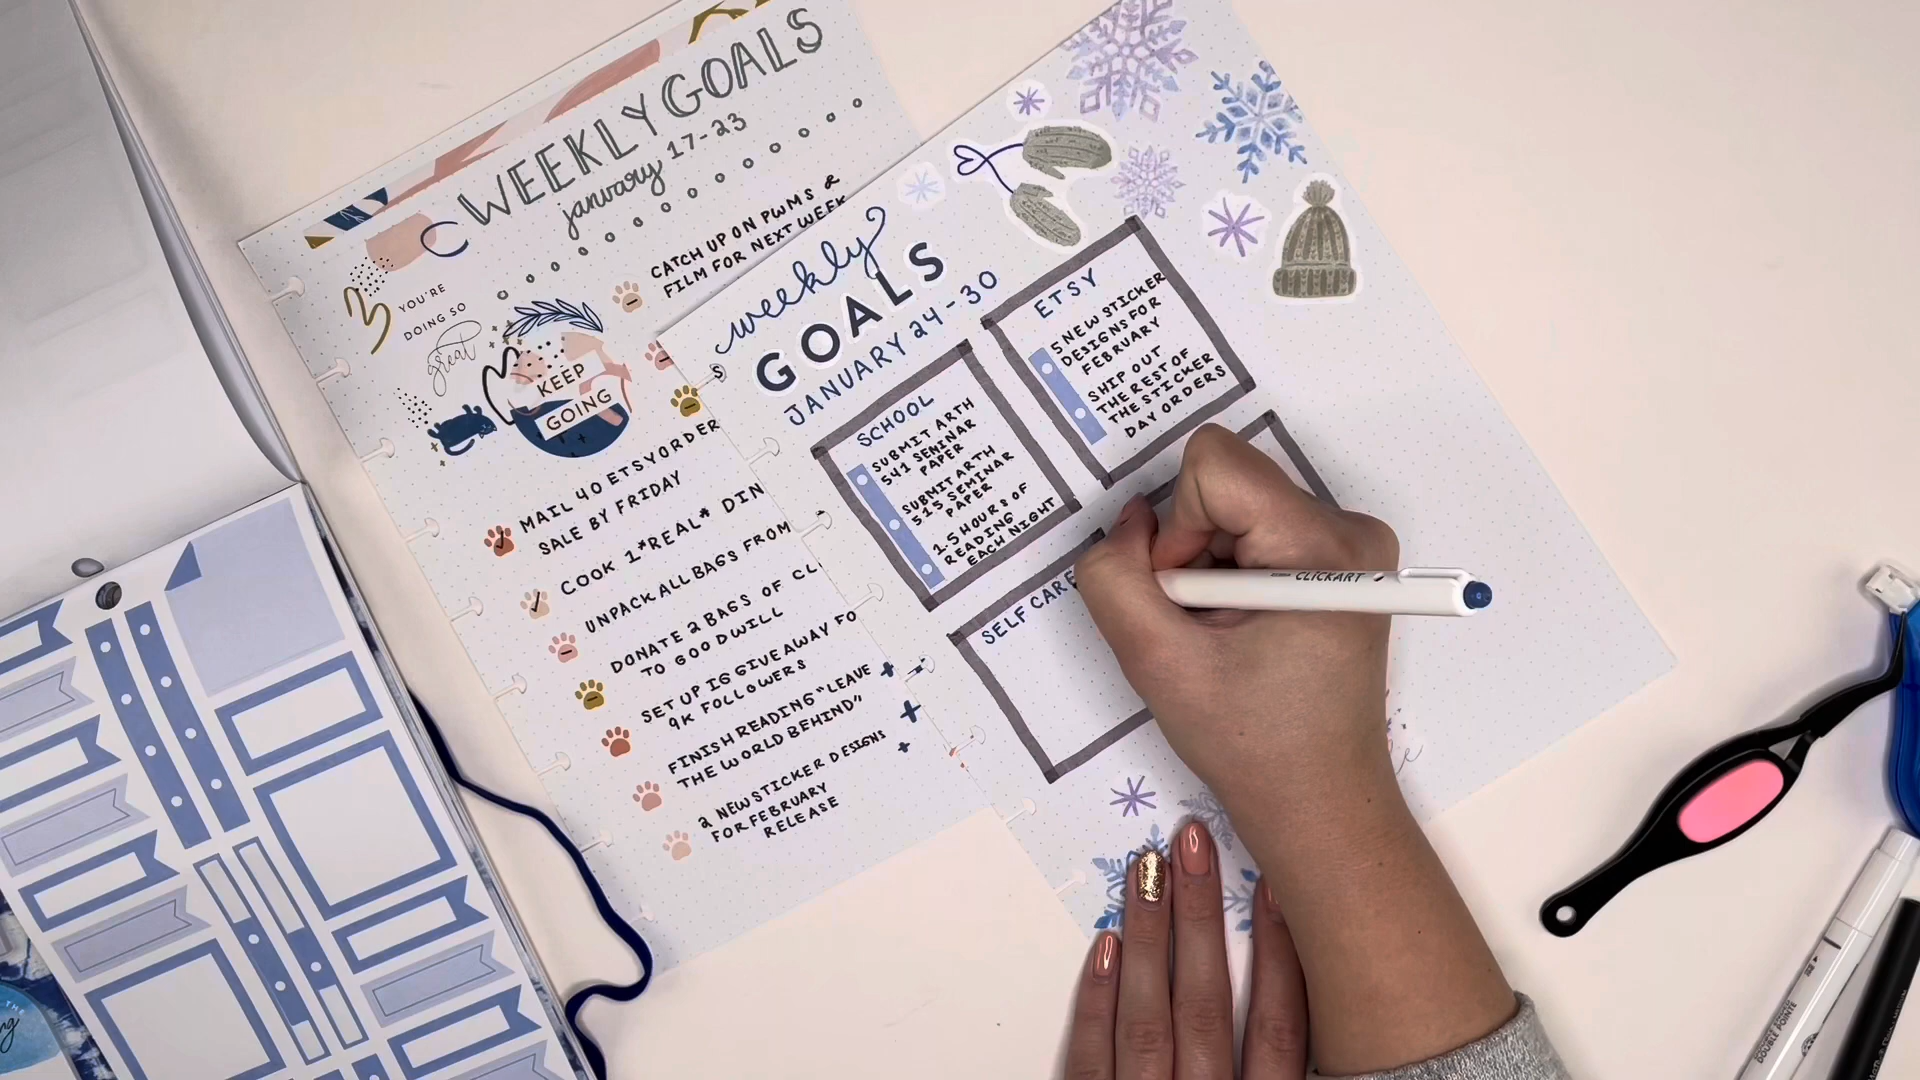 WEEKLY GOALS
january 17-23
YOU'RE
DOING SO
great
KEEP
GOING
CATCH UP ON PWMS &
FILM FOR NEXT WEEK
MAIL 40 ETSY ORDER
SALE BY FRIDAY
COOK 1 *REAL* DIN
UNPACK ALL BAGS FROM
DONATE 2 BAGS OF CL
TO GOODWILL
SET UP IG GIVEAWAY FO
9K FOLLOWERS
FINISH READING "LEAVE
THE WORLD BEHIND"
2 NEW STICKER DESIGNS
FOR FEBRUARY
RELEASE
weekly
GOALS
JANUARY 24-30
SCHOOL
SUBMIT ARTH
541 SEMINAR
PAPER
SUBMIT ARTH
515 SEMINAR
PAPER
1.5 HOURS OF
READING
EACH NIGHT
ETSY
5 NEW STICKER
DESIGNS FOR
FEBRUARY
SHIP OUT
THE REST OF
THE STICKER
DAY ORDERS
SELF CARE
CLICKART
DOUBLE POINTE